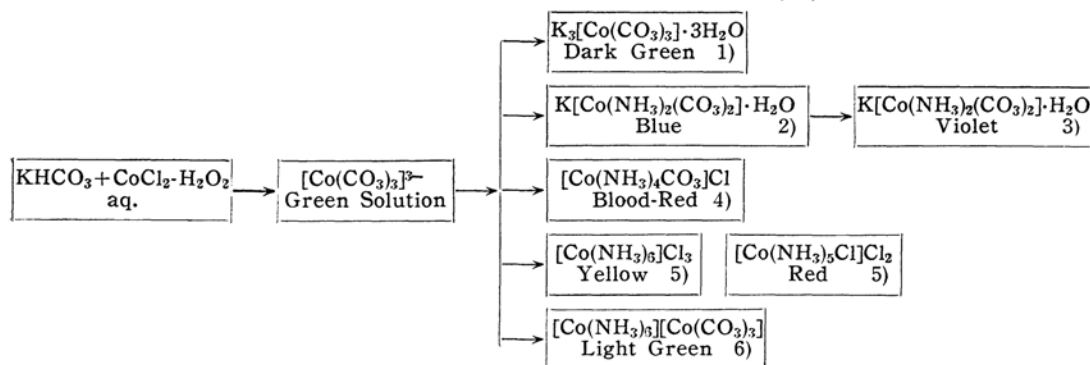 K₃[Co(CO₃)₃]·3H₂O
Dark Green 1)
K[Co(NH₃)₂(CO₃)₂]·H₂O
Blue 2)
K[Co(NH₃)₂(CO₃)₂]·H₂O
Violet 3)
KHCO₃+CoCl₂-H₂O₂
aq.
[Co(CO₃)₃]³⁻
Green Solution
[Co(NH₃)₄CO₃]Cl
Blood-Red 4)
[Co(NH₃)₆]Cl₃
Yellow 5)
[Co(NH₃)₅Cl]Cl₂
Red 5)
[Co(NH₃)₆][Co(CO₃)₃]
Light Green 6)